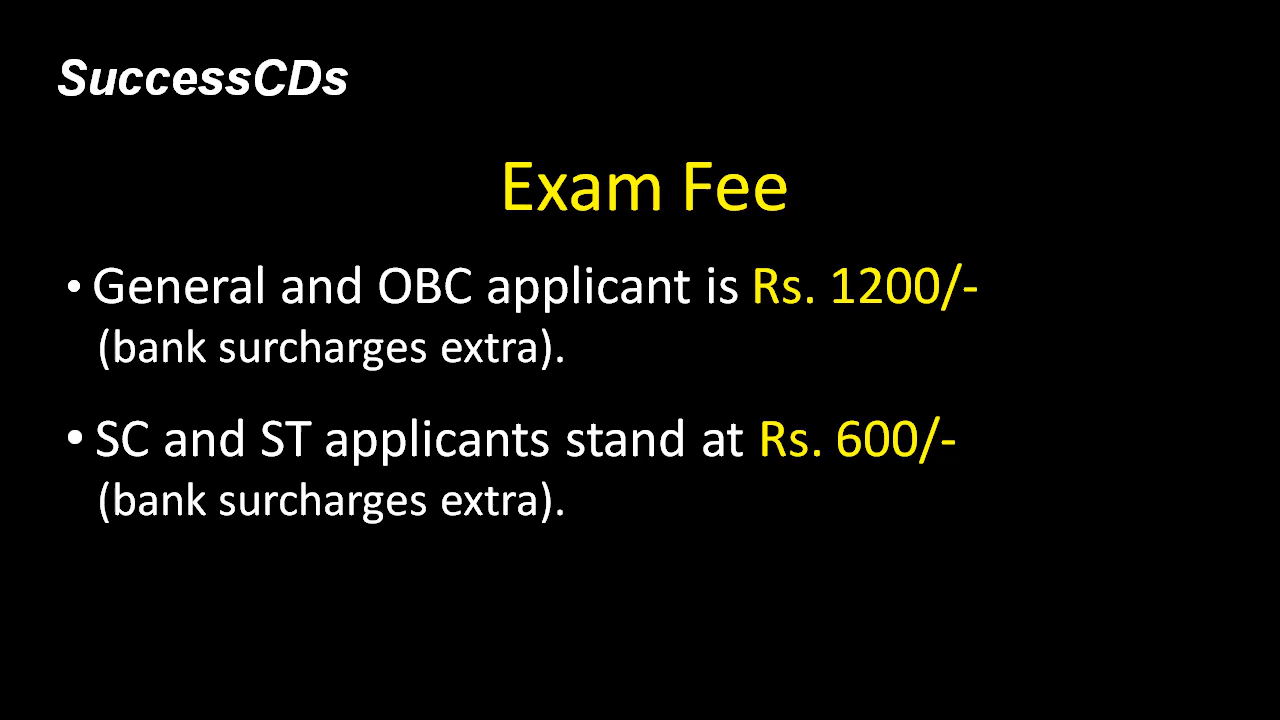 SuccessCDs
Exam Fee
• General and OBC applicant is Rs. 1200/-
(bank surcharges extra).
• SC and ST applicants stand at Rs. 600/-
(bank surcharges extra).